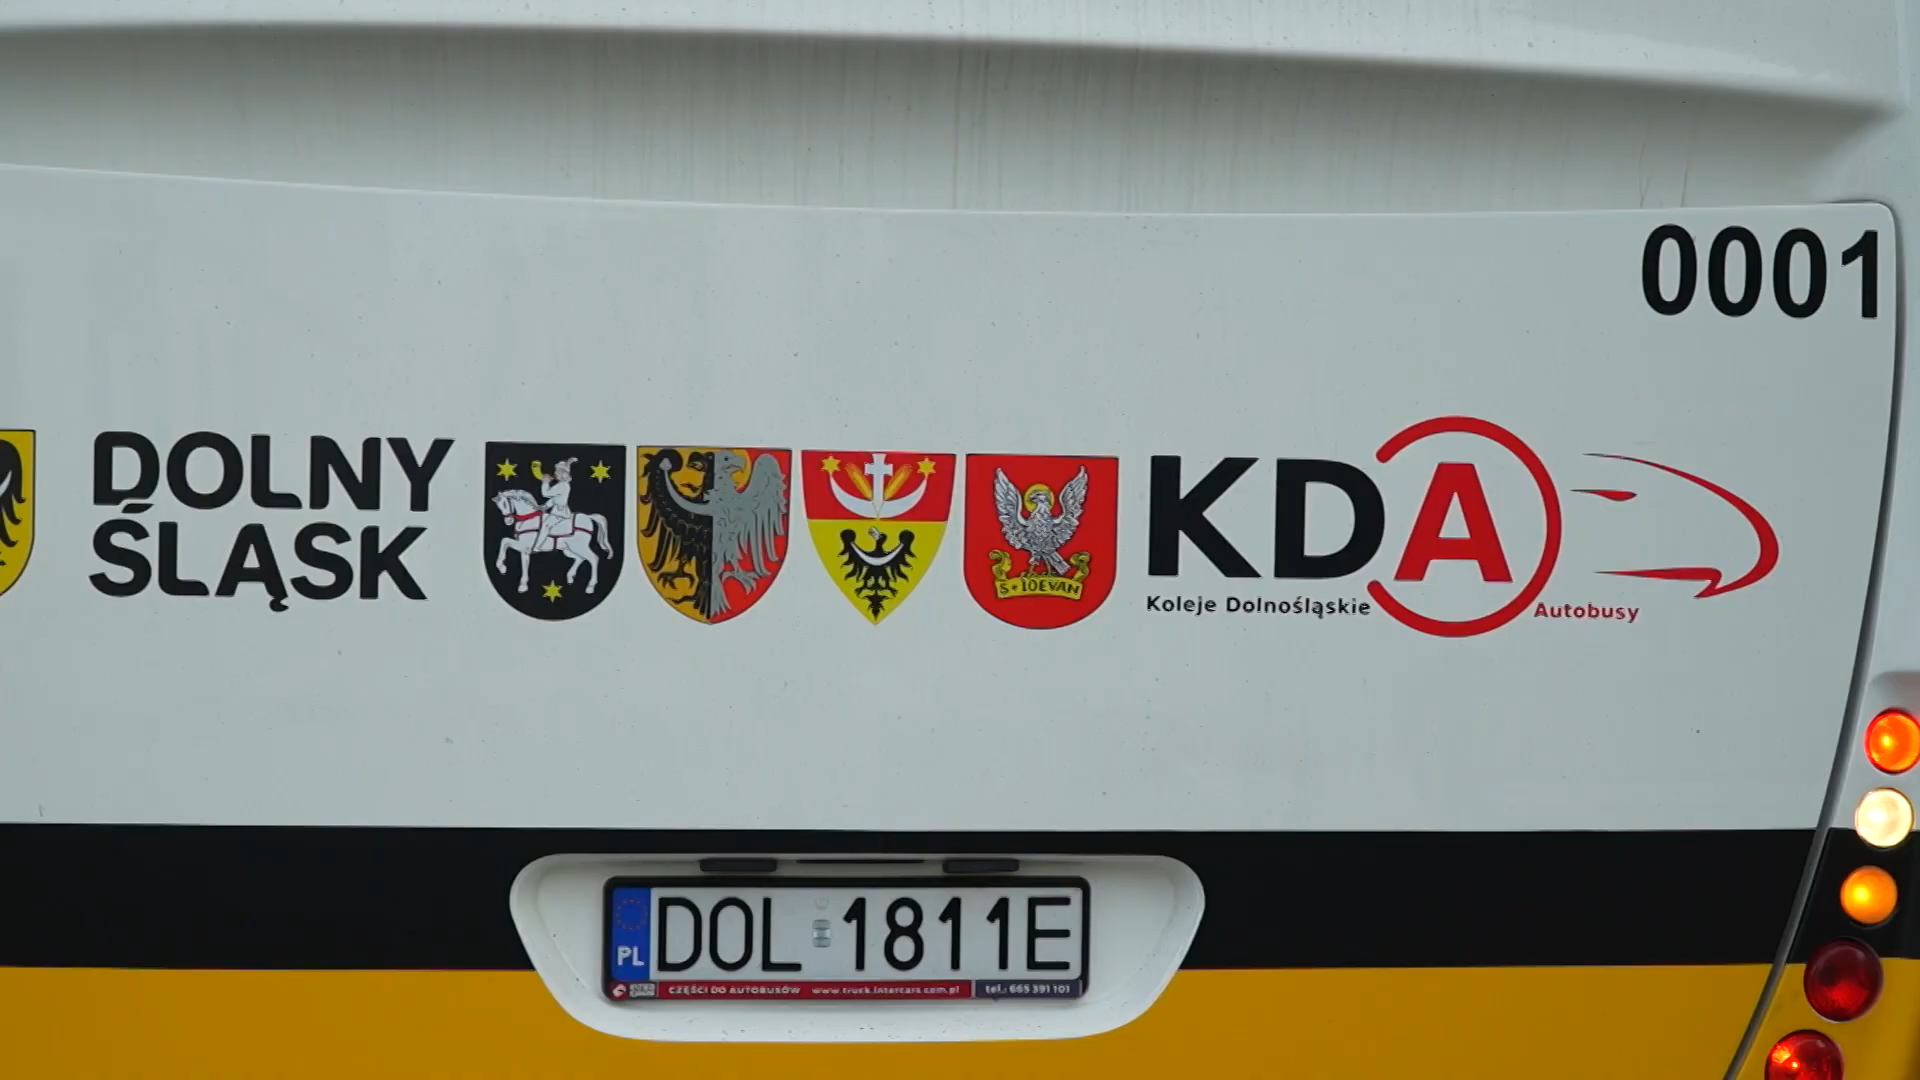 0001
DOLNY
ŚLĄSK
S+IOEVAN
KDA
Koleje Dolnośląskie
Autobusy
PL
DOL 1811E
CZĘŚCI DO AUTOBUSÓW www.truck.intercars.com.pl tel.: 665 391 101